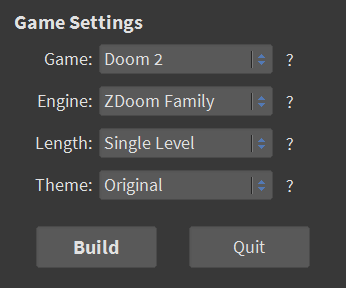 Game Settings
Game: Doom 2 ?
Engine: ZDoom Family ?
Length: Single Level ?
Theme: Original ?
Build Quit